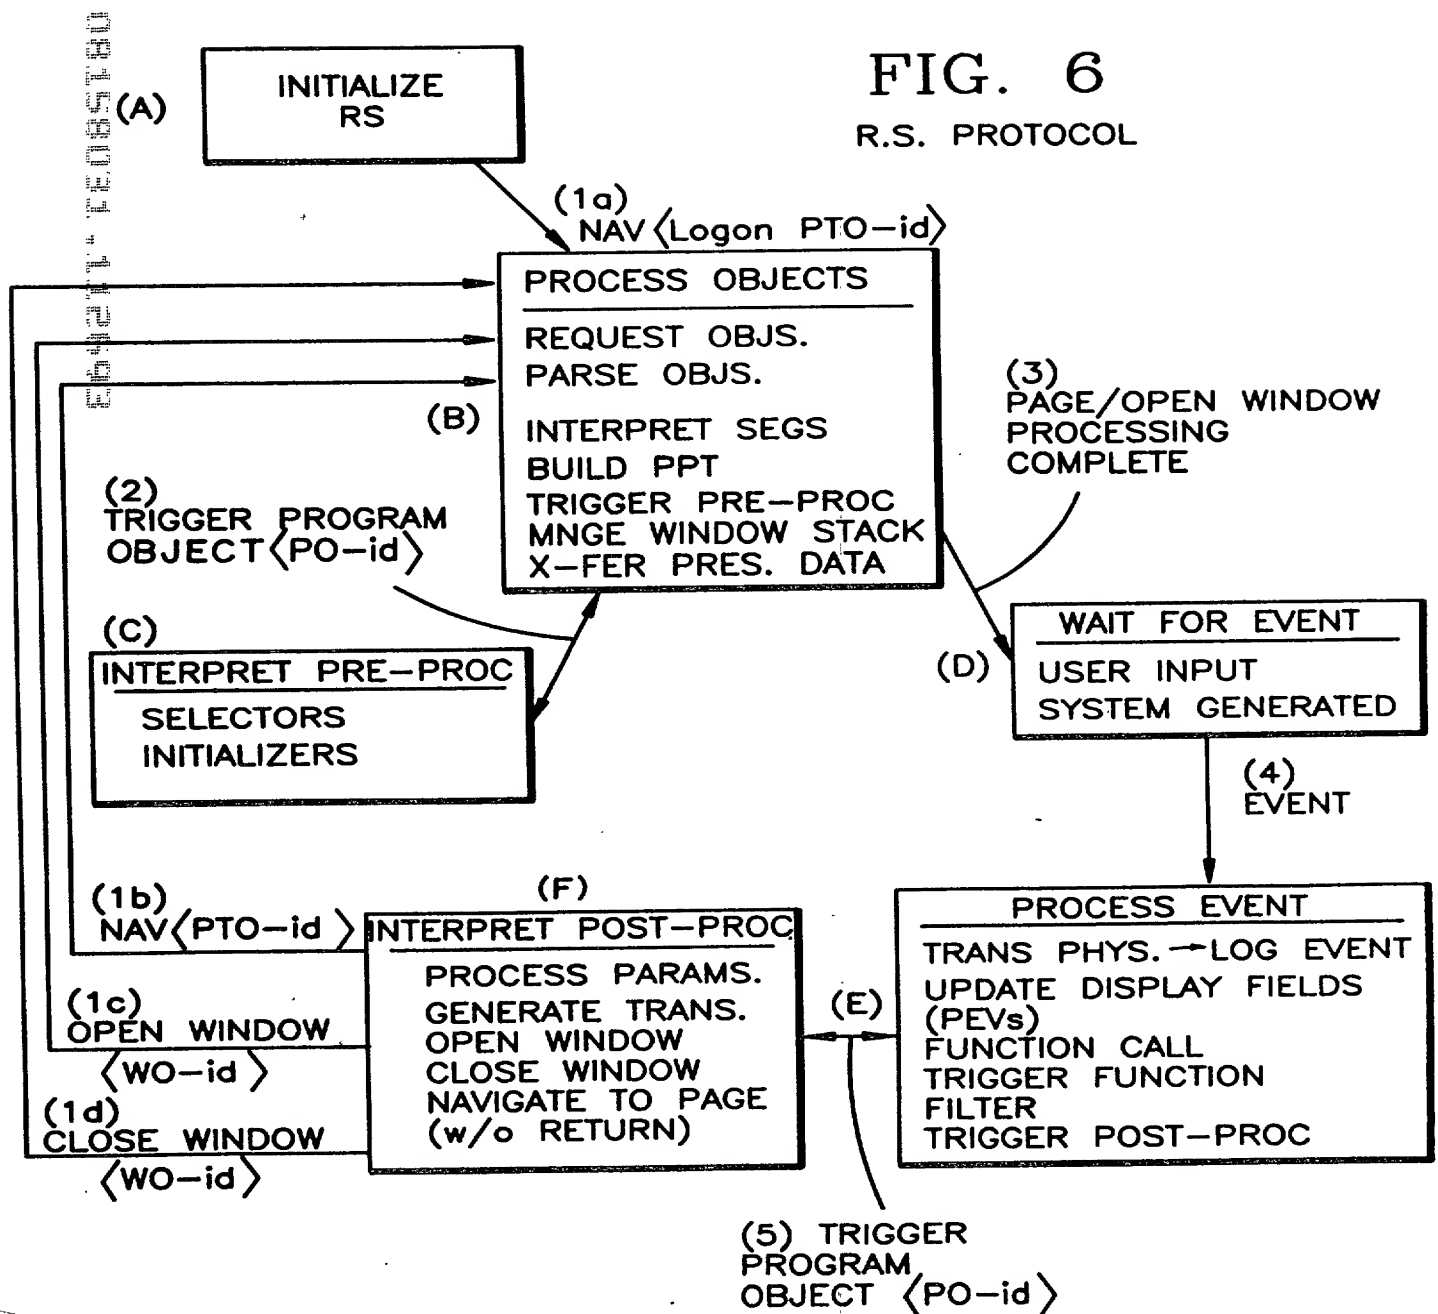 FIG. 6
R.S. PROTOCOL
(A)
INITIALIZE
RS
(1a)
NAV〈Logon PTO-id〉
PROCESS OBJECTS
REQUEST OBJS.
PARSE OBJS.
(B)
INTERPRET SEGS
BUILD PPT
TRIGGER PRE-PROC
MNGE WINDOW STACK
X-FER PRES. DATA
(3)
PAGE/OPEN WINDOW
PROCESSING
COMPLETE
(2)
TRIGGER PROGRAM
OBJECT〈PO-id〉
(C)
INTERPRET PRE-PROC
SELECTORS
INITIALIZERS
(D)
WAIT FOR EVENT
USER INPUT
SYSTEM GENERATED
(4)
EVENT
(1b)
NAV〈PTO-id〉
(1c)
OPEN WINDOW
〈WO-id〉
(1d)
CLOSE WINDOW
〈WO-id〉
(F)
INTERPRET POST-PROC
PROCESS PARAMS.
GENERATE TRANS.
OPEN WINDOW
CLOSE WINDOW
NAVIGATE TO PAGE
(w/o RETURN)
(E)
PROCESS EVENT
TRANS PHYS.→LOG EVENT
UPDATE DISPLAY FIELDS
(PEVs)
FUNCTION CALL
TRIGGER FUNCTION
FILTER
TRIGGER POST-PROC
(5) TRIGGER
PROGRAM
OBJECT 〈PO-id〉